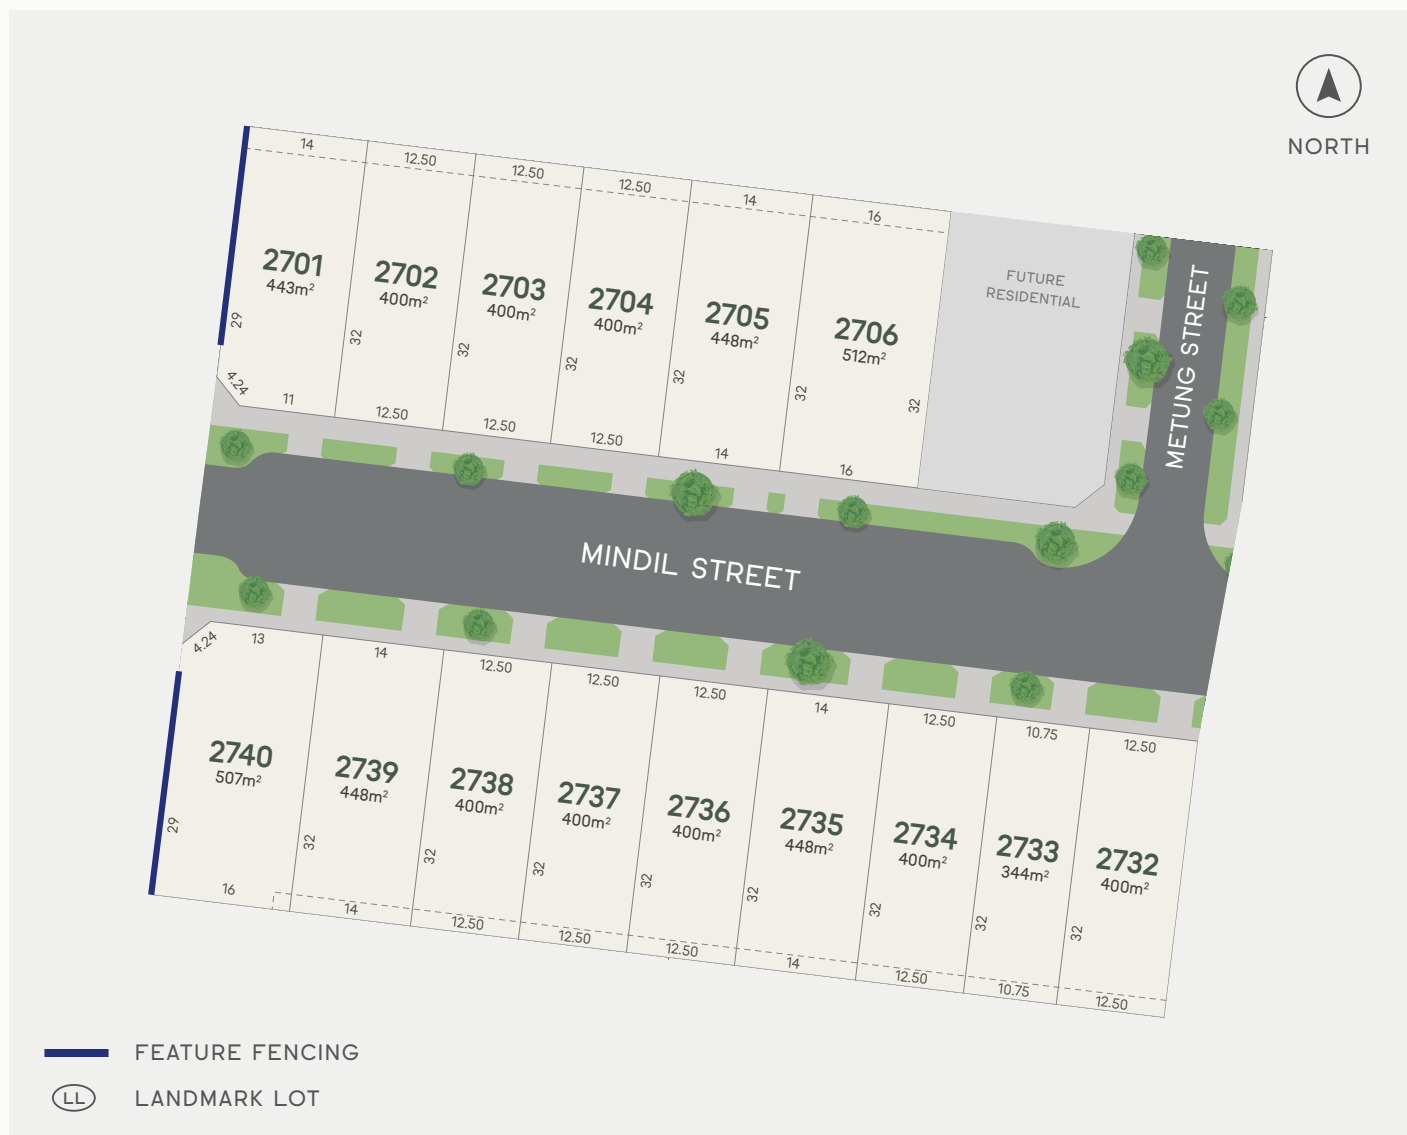 NORTH
14
12.50
12.50
12.50
14
16
2701
443m²
2702
400m²
2703
400m²
2704
400m²
2705
448m²
2706
512m²
FUTURE
RESIDENTIAL
METUNG STREET
29
32
32
32
32
32
32
4.24
11
12.50
12.50
12.50
14
16
MINDIL STREET
4.24
13
14
12.50
12.50
12.50
14
12.50
10.75
12.50
2740
507m²
2739
448m²
2738
400m²
2737
400m²
2736
400m²
2735
448m²
2734
400m²
2733
344m²
2732
400m²
29
32
32
32
32
32
32
32
32
16
14
12.50
12.50
12.50
14
12.50
10.75
12.50
FEATURE FENCING
LL LANDMARK LOT